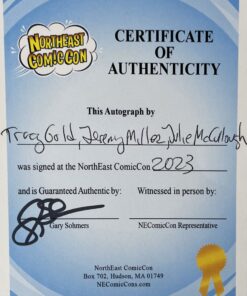 NORTHEAST
COMIC CON
CERTIFICATE
OF
AUTHENTICITY
This Autograph by
Tracy Gold, Jeremy Miller, Julie McCullough
was signed at the NorthEast ComicCon 2023
and is Guaranteed Authentic by:
Witnessed in person by:
Gary Sohmers
NEComicCon Representative
NorthEast ComicCon
Box 702, Hudson, MA 01749
NEComicCons.com